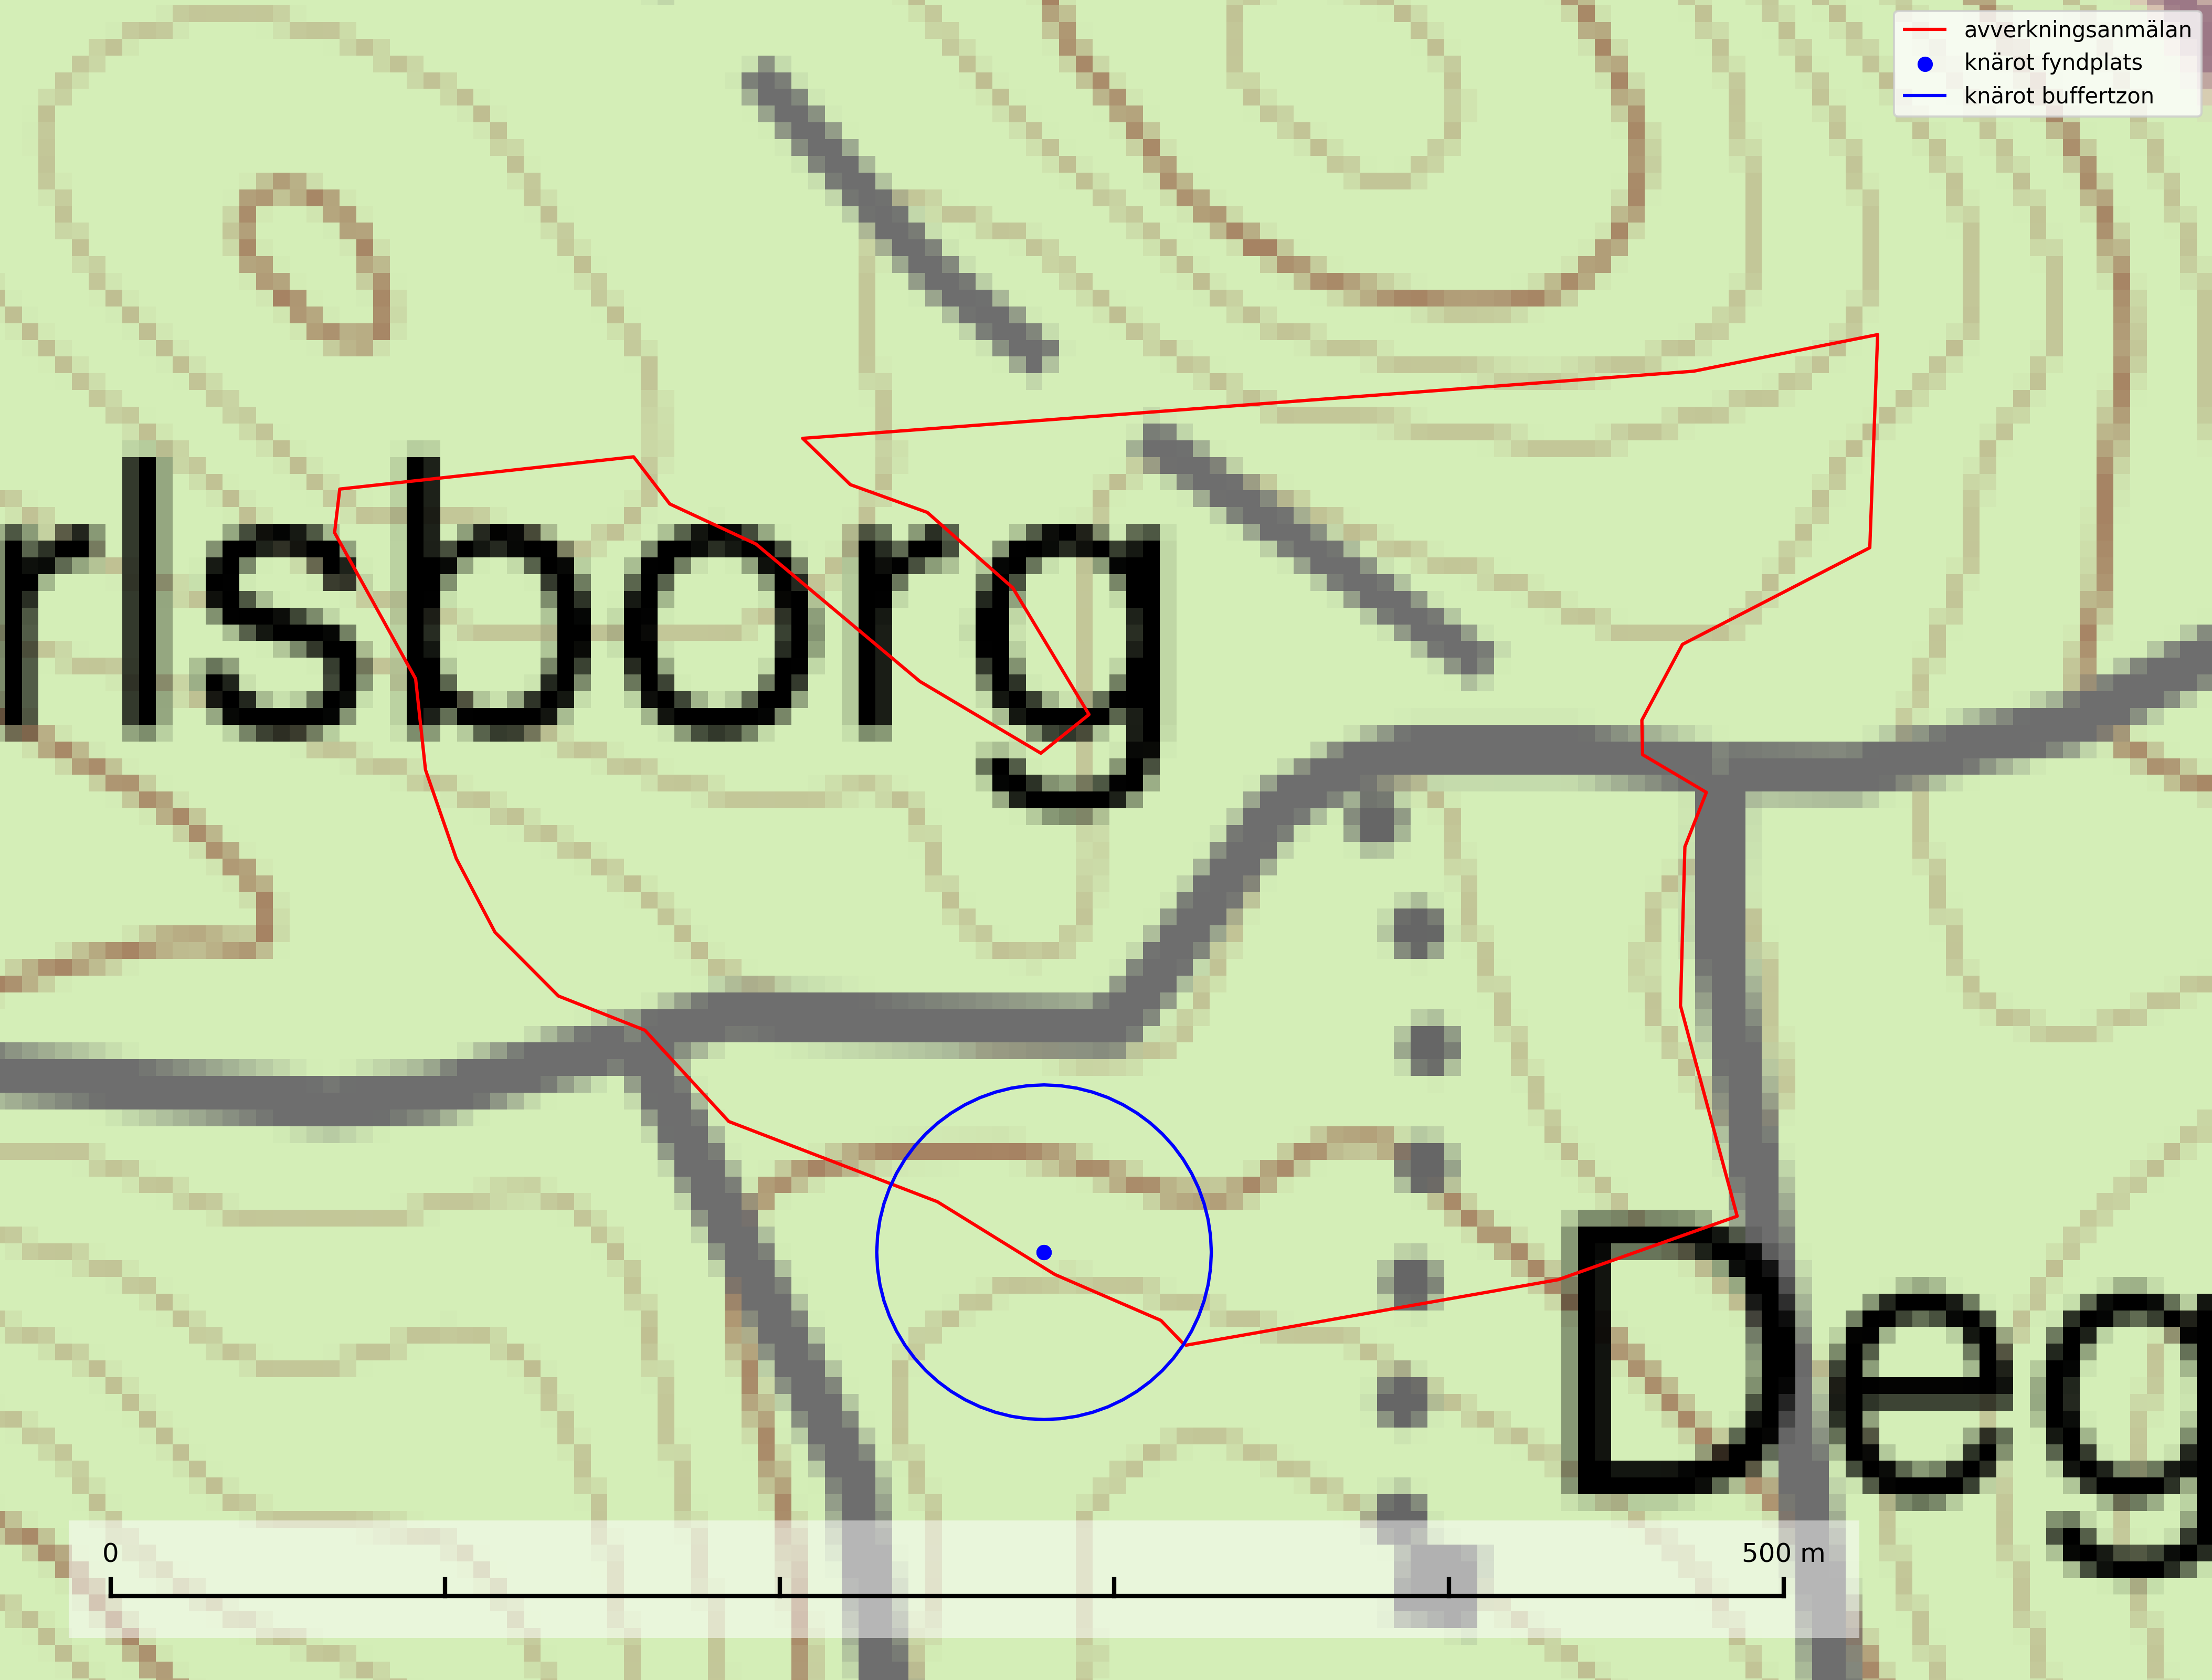 avverkningsanmälan
knärot fyndplats
knärot buffertzon
rlsborg
Deg
0 500 m